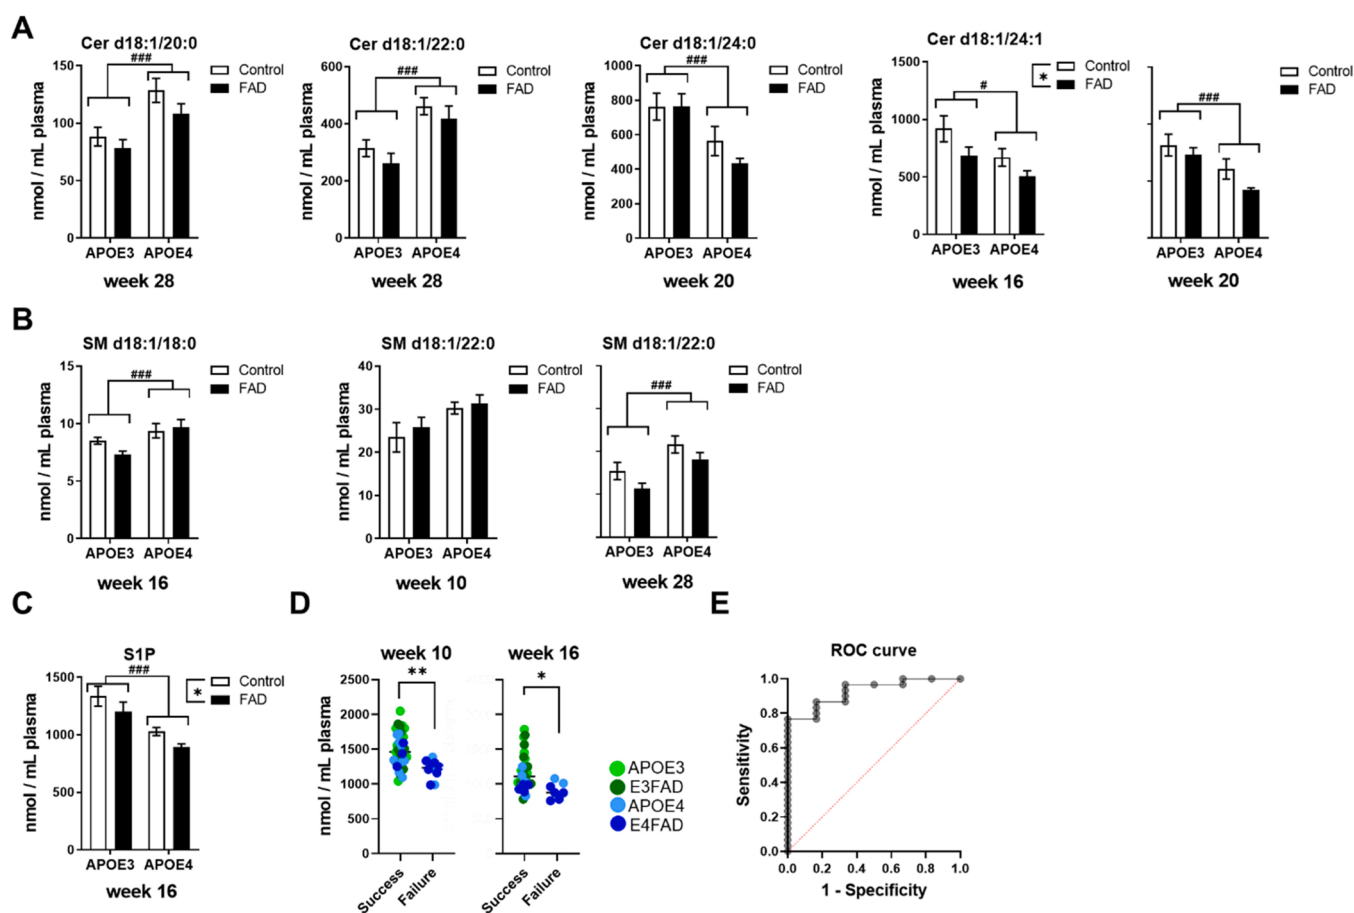 A
Cer d18:1/20:0
Cer d18:1/22:0
Cer d18:1/24:0
Cer d18:1/24:1
150
100
50
0
nmol / mL plasma
###
Control
FAD
APOE3 APOE4
week 28
600
400
200
0
nmol / mL plasma
###
Control
FAD
APOE3 APOE4
week 28
1000
800
600
400
200
0
nmol / mL plasma
###
Control
FAD
APOE3 APOE4
week 20
1500
1000
500
0
nmol / mL plasma
#
*
Control
FAD
APOE3 APOE4
week 16
###
Control
FAD
APOE3 APOE4
week 20
B
SM d18:1/18:0
SM d18:1/22:0
SM d18:1/22:0
15
10
5
0
nmol / mL plasma
###
Control
FAD
APOE3 APOE4
week 16
40
30
20
10
0
nmol / mL plasma
Control
FAD
APOE3 APOE4
week 10
###
Control
FAD
APOE3 APOE4
week 28
C
S1P
1500
1000
500
0
nmol / mL plasma
###
*
Control
FAD
APOE3 APOE4
week 16
D
week 10
week 16
2500
2000
1500
1000
500
0
nmol / mL plasma
**
*
Success
Failure
Success
Failure
APOE3
E3FAD
APOE4
E4FAD
E
ROC curve
1.0
0.8
0.6
0.4
0.2
0.0
Sensitivity
0.0 0.2 0.4 0.6 0.8 1.0
1 - Specificity